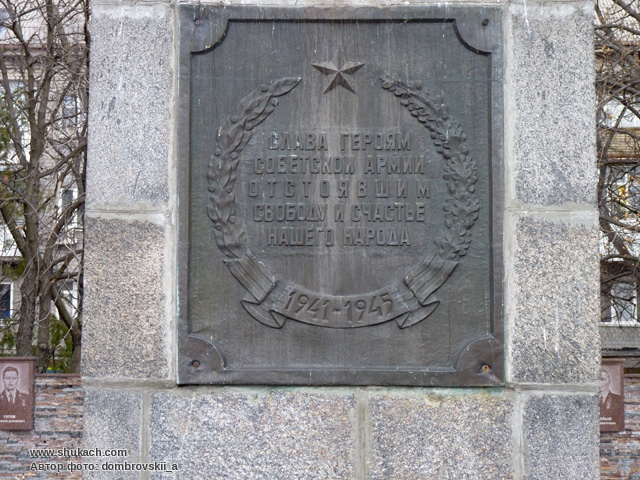 СЛАВА ГЕРОЯМ
СОВЕТСКОЙ АРМИИ
ОТСТОЯВШИМ
СВОБОДУ И СЧАСТЬЕ
НАШЕГО НАРОДА
1941-1945
www.shukach.com
Автор фото: dombrovskii_a